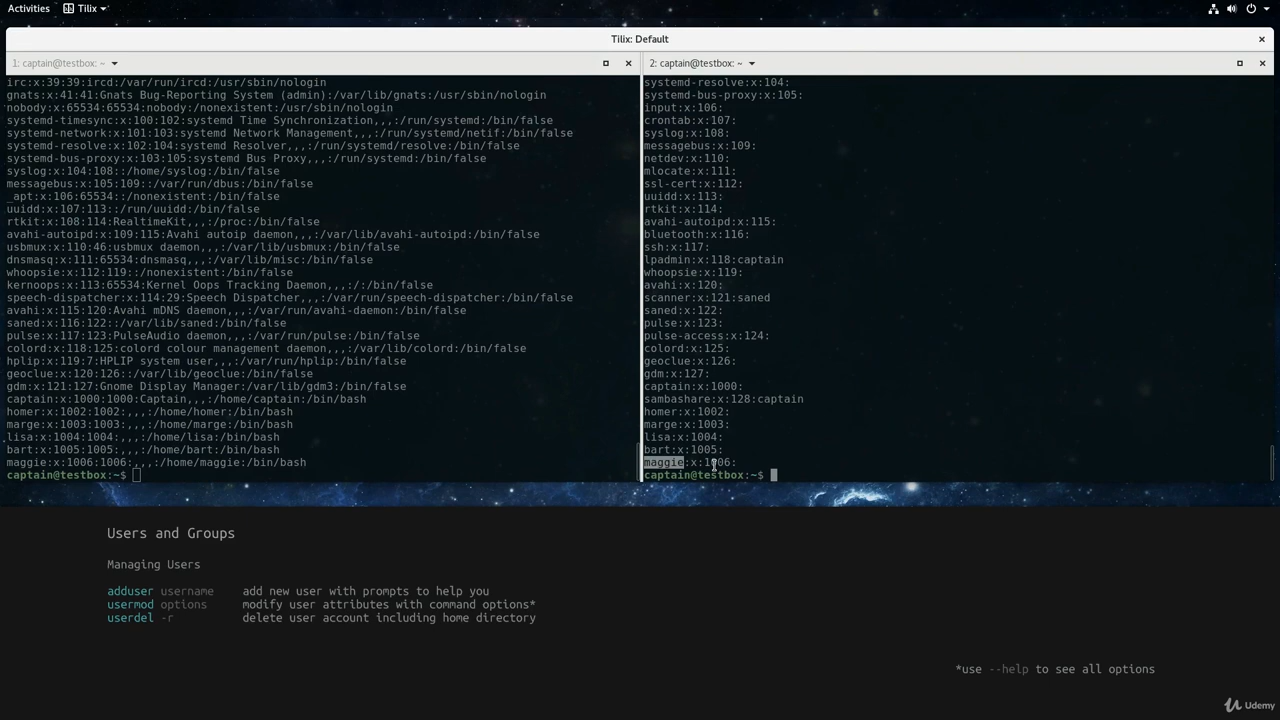 Activities
Tilix
Tilix: Default
1: captain@testbox: ~
2: captain@testbox: ~
irc:x:39:39:ircd:/var/run/ircd:/usr/sbin/nologin
gnats:x:41:41:Gnats Bug-Reporting System (admin):/var/lib/gnats:/usr/sbin/nologin
nobody:x:65534:65534:nobody:/nonexistent:/usr/sbin/nologin
systemd-timesync:x:100:102:systemd Time Synchronization,,,:/run/systemd:/bin/false
systemd-network:x:101:103:systemd Network Management,,,:/run/systemd/netif:/bin/false
systemd-resolve:x:102:104:systemd Resolver,,,:/run/systemd/resolve:/bin/false
systemd-bus-proxy:x:103:105:systemd Bus Proxy,,,:/run/systemd:/bin/false
syslog:x:104:108::/home/syslog:/bin/false
messagebus:x:105:109::/var/run/dbus:/bin/false
_apt:x:106:65534::/nonexistent:/bin/false
uuidd:x:107:113::/run/uuidd:/bin/false
rtkit:x:108:114:RealtimeKit,,,:/proc:/bin/false
avahi-autoipd:x:109:115:Avahi autoip daemon,,,:/var/lib/avahi-autoipd:/bin/false
usbmux:x:110:46:usbmux daemon,,,:/var/lib/usbmux:/bin/false
dnsmasq:x:111:65534:dnsmasq,,,:/var/lib/misc:/bin/false
whoopsie:x:112:119::/nonexistent:/bin/false
kernoops:x:113:65534:Kernel Oops Tracking Daemon,,,:/:/bin/false
speech-dispatcher:x:114:29:Speech Dispatcher,,,:/var/run/speech-dispatcher:/bin/false
avahi:x:115:120:Avahi mDNS daemon,,,:/var/run/avahi-daemon:/bin/false
saned:x:116:122::/var/lib/saned:/bin/false
pulse:x:117:123:PulseAudio daemon,,,:/var/run/pulse:/bin/false
colord:x:118:125:colord colour management daemon,,,:/var/lib/colord:/bin/false
hplip:x:119:7:HPLIP system user,,,:/var/run/hplip:/bin/false
geoclue:x:120:126::/var/lib/geoclue:/bin/false
gdm:x:121:127:Gnome Display Manager:/var/lib/gdm3:/bin/false
captain:x:1000:1000:Captain,,,:/home/captain:/bin/bash
homer:x:1002:1002:,,,:/home/homer:/bin/bash
marge:x:1003:1003:,,,:/home/marge:/bin/bash
lisa:x:1004:1004:,,,:/home/lisa:/bin/bash
bart:x:1005:1005:,,,:/home/bart:/bin/bash
maggie:x:1006:1006:,,,:/home/maggie:/bin/bash
captain@testbox:~$
systemd-resolve:x:104:
systemd-bus-proxy:x:105:
input:x:106:
crontab:x:107:
syslog:x:108:
messagebus:x:109:
netdev:x:110:
mlocate:x:111:
ssl-cert:x:112:
uuidd:x:113:
rtkit:x:114:
avahi-autoipd:x:115:
bluetooth:x:116:
ssh:x:117:
lpadmin:x:118:captain
whoopsie:x:119:
avahi:x:120:
scanner:x:121:saned
saned:x:122:
pulse:x:123:
pulse-access:x:124:
colord:x:125:
geoclue:x:126:
gdm:x:127:
captain:x:1000:
sambashare:x:128:captain
homer:x:1002:
marge:x:1003:
lisa:x:1004:
bart:x:1005:
maggie:x:1006:
captain@testbox:~$
Users and Groups
Managing Users
adduser username add new user with prompts to help you
usermod options modify user attributes with command options*
userdel -r delete user account including home directory
*use --help to see all options
Udemy